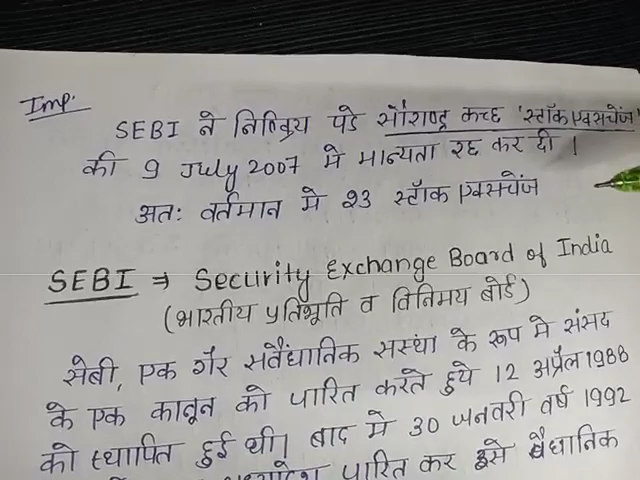 Imp.
SEBI ने निष्क्रिय पडे सौराष्ट्र कच्छ 'स्टॉक एक्सचेंज'
की 9 July 2007 मे मान्यता रद्द कर दी ।
अतः वर्तमान मे 23 स्टॉक एक्सचेंज
SEBI ⇒ Security Exchange Board of India
(भारतीय प्रतिभूति व विनिमय बोर्ड)
सेबी, एक गैर सवैंधातिक सस्था के रूप मे संसद
के एक कानून को पारित करते हुये 12 अप्रैल 1988
को स्थापित हुई थी। बाद मे 30 जनवरी वर्ष 1992
पारित कर इसे वैधानिक